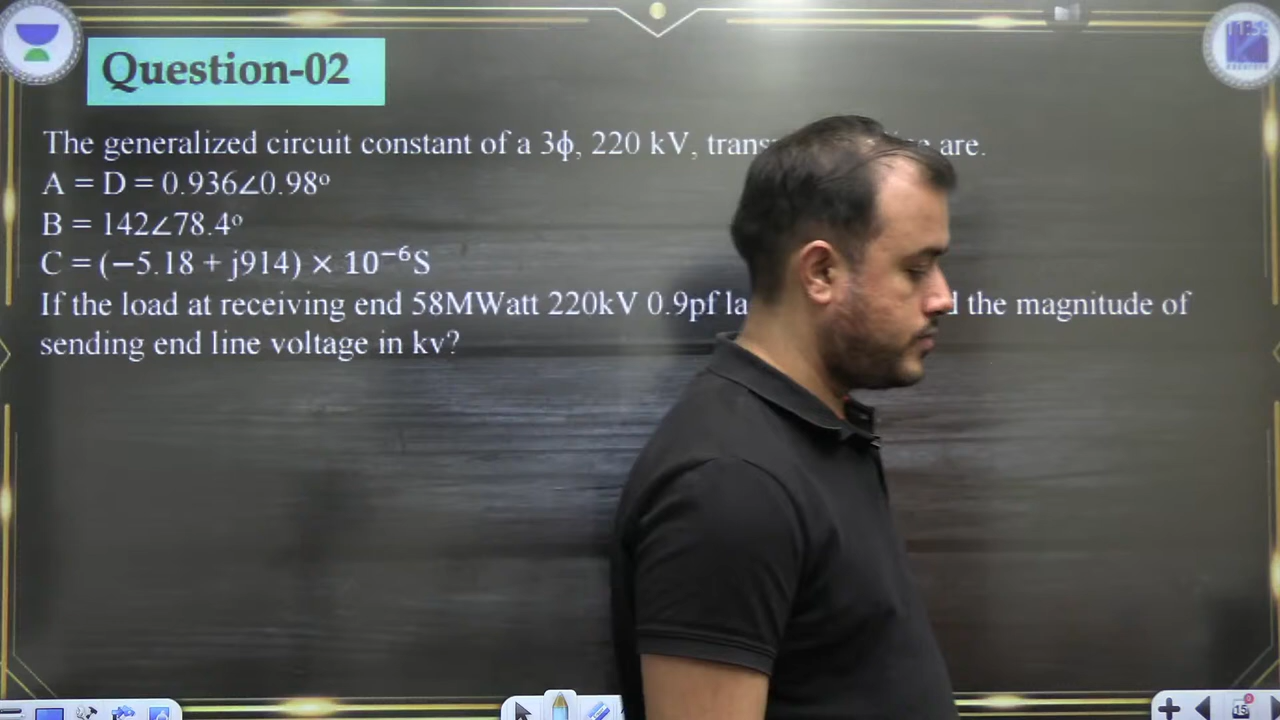 Question-02
The generalized circuit constant of a 3ϕ, 220 kV, are.
A = D = 0.936∠0.98°
B = 142∠78.4°
C = (−5.18 + j914) × 10⁻⁶S
If the load at receiving end 58MWatt 220kV 0.9pf the magnitude of
sending end line voltage in kv?
15